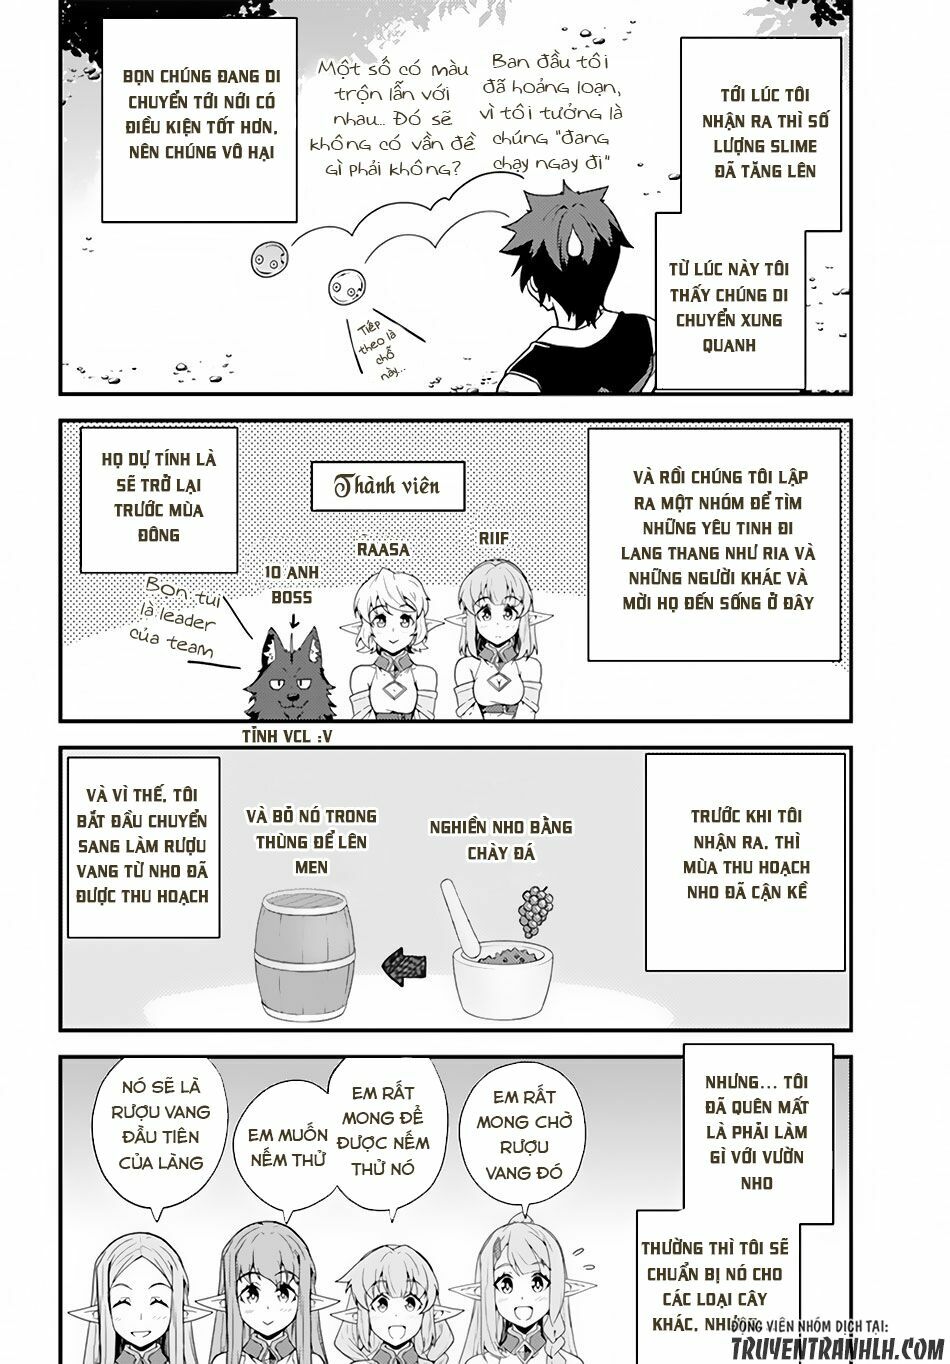 TỚI LÚC TÔI
NHẬN RA THÌ SỐ
LƯỢNG SLIME
ĐÃ TĂNG LÊN
TỪ LÚC NÀY TÔI
THẤY CHÚNG DI
CHUYỂN XUNG
QUANH
Ban đầu tôi
đã hoảng loạn,
vì tôi tưởng là
chúng "đang
chạy ngay đi"
Một số có màu
trộn lẫn với
nhau... Đó sẽ
không có vần đề
gì phải không?
Tiếp
theo là
chỗ
này...
BỌN CHÚNG ĐANG DI
CHUYỂN TỚI NỚI CÓ
ĐIỀU KIỆN TỐT HƠN,
NÊN CHÚNG VÔ HẠI
VÀ RỒI CHÚNG TÔI LẬP
RA MỘT NHÓM ĐỂ TÌM
NHỮNG YÊU TINH ĐI
LANG THANG NHƯ RIA VÀ
NHỮNG NGƯỜI KHÁC VÀ
MỜI HỌ ĐẾN SỐNG Ở ĐÂY
Thành viên
RIIF
RAASA
10 ANH
BOSS
Bọn tui
là leader
của team
HỌ DỰ TÍNH LÀ
SẼ TRỞ LẠI
TRƯỚC MÙA
ĐÔNG
TỈNH VCL :V
TRƯỚC KHI TÔI
NHẬN RA, THÌ
MÙA THU HOẠCH
NHO ĐÃ CẬN KỀ
NGHIỀN NHO BẰNG
CHÀY ĐÁ
VÀ BỎ NÓ TRONG
THÙNG ĐỂ LÊN
MEN
VÀ VÌ THẾ, TÔI
BẮT ĐẦU CHUYỂN
SANG LÀM RƯỢU
VANG TỪ NHO ĐÃ
ĐƯỢC THU HOẠCH
NHƯNG... TÔI
ĐÃ QUÊN MẤT
LÀ PHẢI LÀM
GÌ VỚI VƯỜN
NHO
THƯỜNG THÌ TÔI SẼ
CHUẨN BỊ NÓ CHO
CÁC LOẠI CÂY
KHÁC, NHƯNG
EM RẤT
MONG CHỜ
RƯỢU
VANG ĐÓ
EM RẤT
MONG ĐỂ
ĐƯỢC NẾM
THỬ NÓ
EM MUỐN
NẾM THỬ
NÓ SẼ LÀ
RƯỢU VANG
ĐẦU TIÊN
CỦA LÀNG
ĐỘNG VIÊN NHÓM DỊCH TẠI:
TRUYENTRANHLH.COM